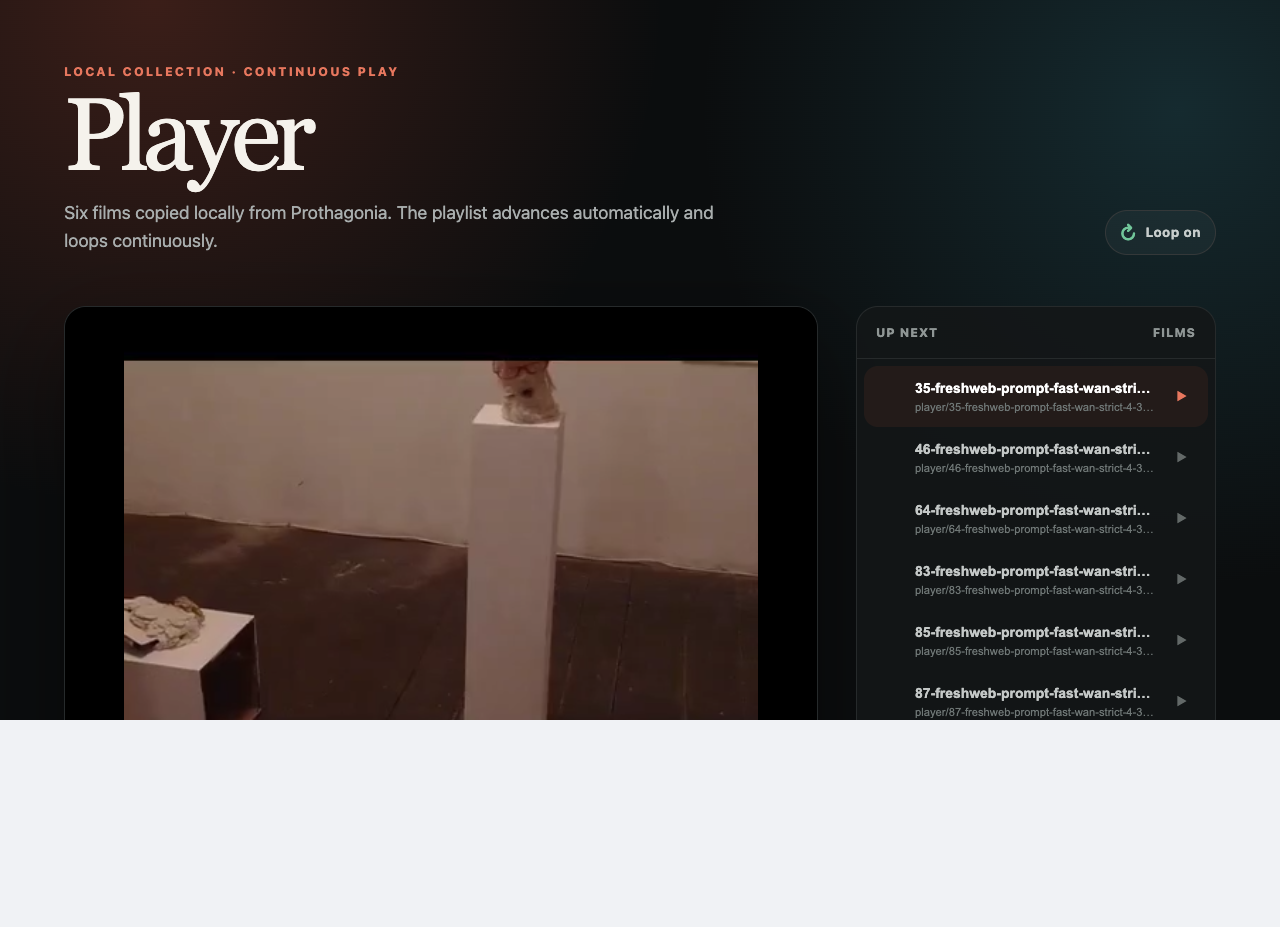 LOCAL COLLECTION · CONTINUOUS PLAY
Player
Six films copied locally from Prothagonia. The playlist advances automatically and
loops continuously.
Loop on
UP NEXT
FILMS
35-freshweb-prompt-fast-wan-stri...
player/35-freshweb-prompt-fast-wan-strict-4-3...
46-freshweb-prompt-fast-wan-stri...
player/46-freshweb-prompt-fast-wan-strict-4-3...
64-freshweb-prompt-fast-wan-stri...
player/64-freshweb-prompt-fast-wan-strict-4-3...
83-freshweb-prompt-fast-wan-stri...
player/83-freshweb-prompt-fast-wan-strict-4-3...
85-freshweb-prompt-fast-wan-stri...
player/85-freshweb-prompt-fast-wan-strict-4-3...
87-freshweb-prompt-fast-wan-stri...
player/87-freshweb-prompt-fast-wan-strict-4-3...